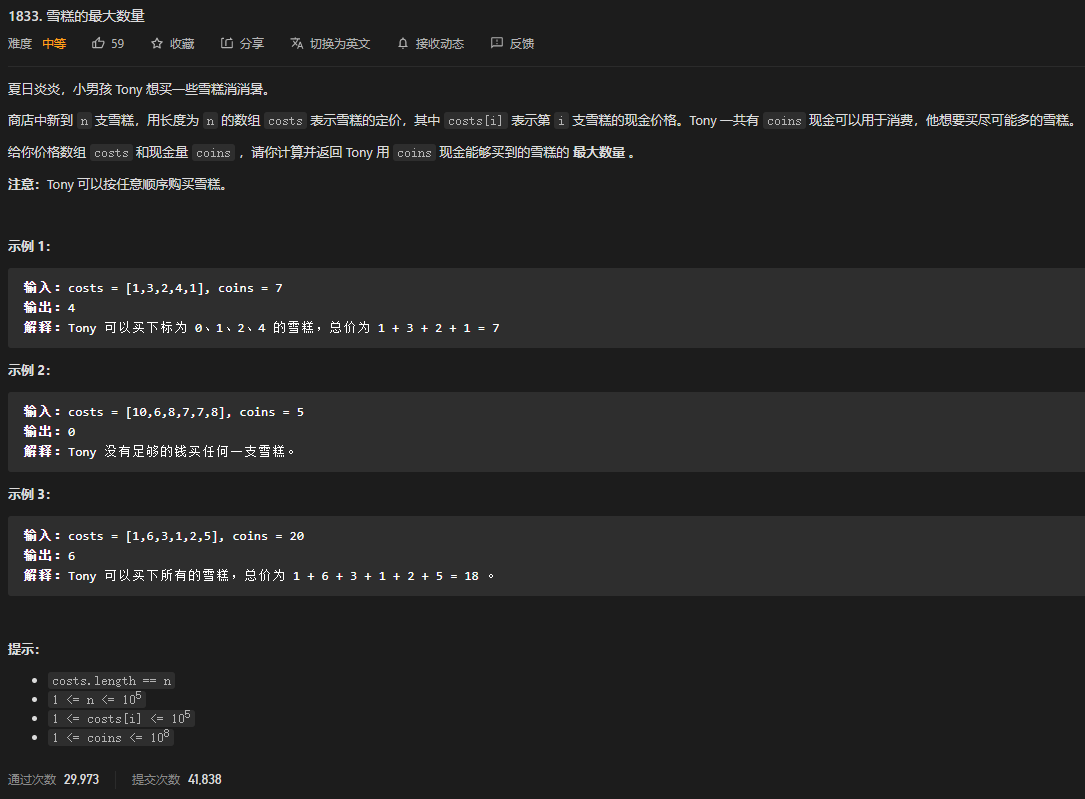 1833. 雪糕的最大数量
难度 中等 59 收藏 分享 切换为英文 接收动态 反馈
夏日炎炎，小男孩 Tony 想买一些雪糕消消暑。
商店中新到 n 支雪糕，用长度为 n 的数组 costs 表示雪糕的定价，其中 costs[i] 表示第 i 支雪糕的现金价格。Tony 一共有 coins 现金可以用于消费，他想要买尽可能多的雪糕。
给你价格数组 costs 和现金量 coins ，请你计算并返回 Tony 用 coins 现金能够买到的雪糕的 最大数量 。
注意：Tony 可以按任意顺序购买雪糕。
示例 1：
输入：costs = [1,3,2,4,1], coins = 7
输出：4
解释：Tony 可以买下标为 0、1、2、4 的雪糕，总价为 1 + 3 + 2 + 1 = 7
示例 2：
输入：costs = [10,6,8,7,7,8], coins = 5
输出：0
解释：Tony 没有足够的钱买任何一支雪糕。
示例 3：
输入：costs = [1,6,3,1,2,5], coins = 20
输出：6
解释：Tony 可以买下所有的雪糕，总价为 1 + 6 + 3 + 1 + 2 + 5 = 18 。
提示：
costs.length == n
1 <= n <= 10^5
1 <= costs[i] <= 10^5
1 <= coins <= 10^8
通过次数 29,973 提交次数 41,838